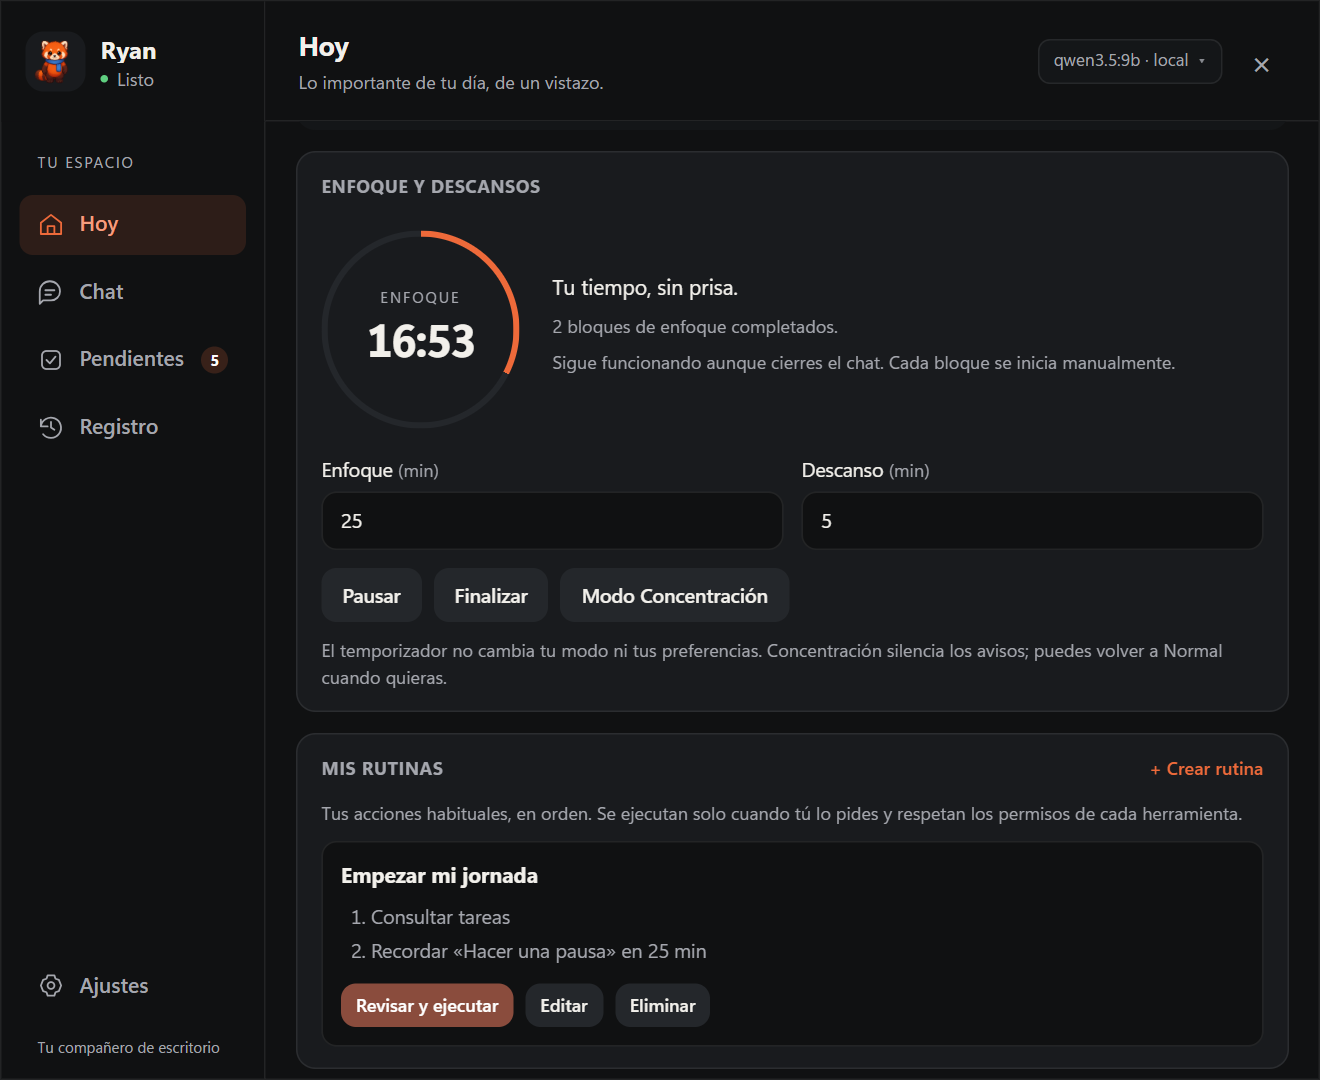 Ryan
Listo
TU ESPACIO
Hoy
Chat
Pendientes 5
Registro
Ajustes
Tu compañero de escritorio
Hoy
Lo importante de tu día, de un vistazo.
qwen3.5:9b · local
ENFOQUE Y DESCANSOS
ENFOQUE
16:53
Tu tiempo, sin prisa.
2 bloques de enfoque completados.
Sigue funcionando aunque cierres el chat. Cada bloque se inicia manualmente.
Enfoque (min)
25
Descanso (min)
5
Pausar
Finalizar
Modo Concentración
El temporizador no cambia tu modo ni tus preferencias. Concentración silencia los avisos; puedes volver a Normal
cuando quieras.
MIS RUTINAS
+ Crear rutina
Tus acciones habituales, en orden. Se ejecutan solo cuando tú lo pides y respetan los permisos de cada herramienta.
Empezar mi jornada
1. Consultar tareas
2. Recordar «Hacer una pausa» en 25 min
Revisar y ejecutar
Editar
Eliminar